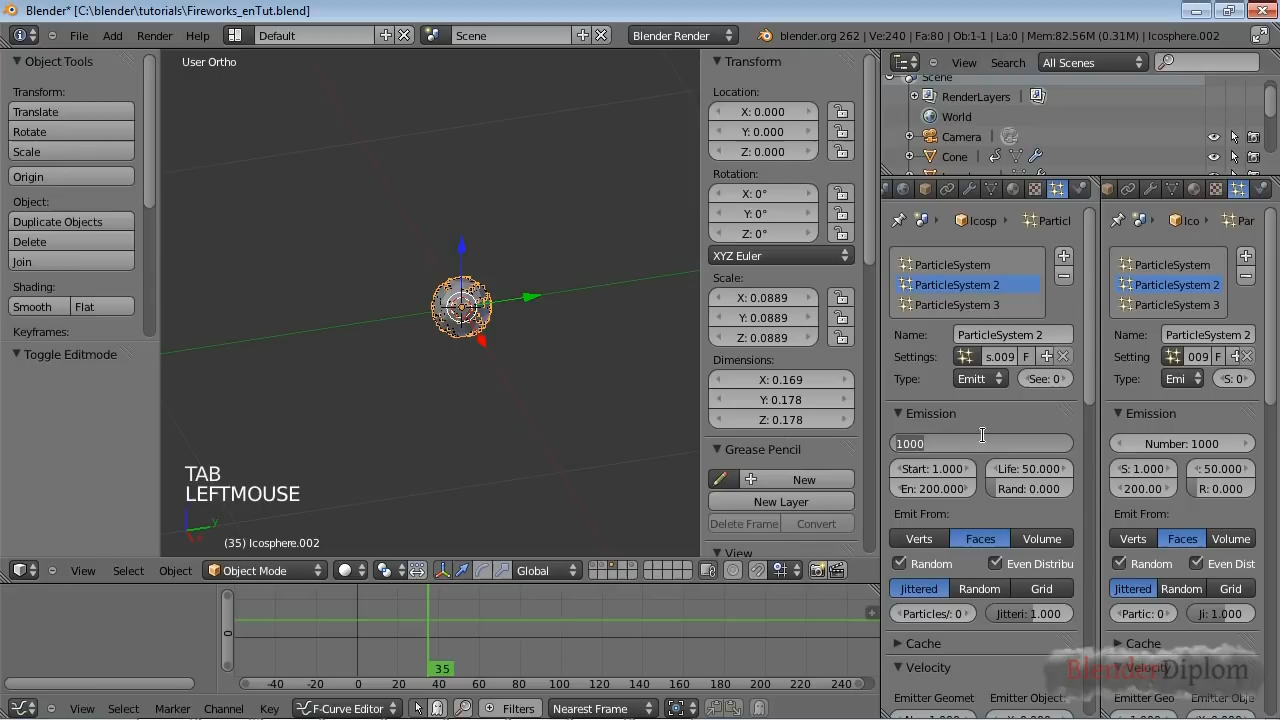 Blender* [C:\blender\tutorials\Fireworks_enTut.blend]
File Add Render Help Default Scene Blender Render blender.org 262 | Ve:240 | Fa:80 | Ob:1-1 | La:0 | Mem:82.56M (0.31M) | Icosphere.002
Object Tools
Transform:
Translate
Rotate
Scale
Origin
Object:
Duplicate Objects
Delete
Join
Shading:
Smooth Flat
Keyframes:
Toggle Editmode
User Ortho
TAB
LEFTMOUSE
z
y
(35) Icosphere.002
View Select Object Object Mode Global
Transform
Location:
X: 0.000
Y: 0.000
Z: 0.000
Rotation:
X: 0°
Y: 0°
Z: 0°
XYZ Euler
Scale:
X: 0.0889
Y: 0.0889
Z: 0.0889
Dimensions:
X: 0.169
Y: 0.178
Z: 0.178
Grease Pencil
New
New Layer
Delete Frame Convert
View
View Search All Scenes
Scene
RenderLayers |
World
Camera
Cone
Icosp Particl
ParticleSystem
ParticleSystem 2
ParticleSystem 3
Name: ParticleSystem 2
Settings: s.009 F
Type: Emitt See: 0
Emission
1000
Start: 1.000 Life: 50.000
En: 200.000 Rand: 0.000
Emit From:
Verts Faces Volume
Random Even Distribu
Jittered Random Grid
Particles/: 0 Jitteri: 1.000
Cache
Velocity
Emitter Geomet Emitter Object
Ico Par
ParticleSystem
ParticleSystem 2
ParticleSystem 3
Name: ParticleSystem 2
Setting 009 F
Type: Emi S: 0
Emission
Number: 1000
S: 1.000 : 50.000
200.00 R: 0.000
Emit From:
Verts Faces Volume
Random Even Dist
Jittered Random Grid
Partic: 0 Ji: 1.000
Cache
Velocity
Emitter Geo Emitter Obje
BlenderDiplom
0
35
-40 -20 0 20 40 60 80 100 120 140 160 180 200 220 240
View Select Marker Channel Key F-Curve Editor Filters Nearest Frame